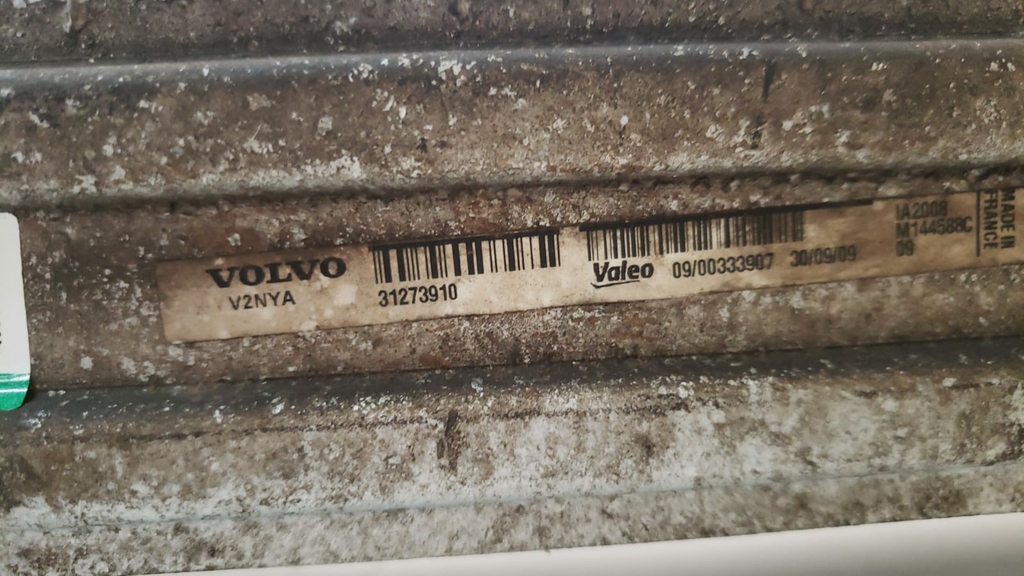 VOLVO
V2NYA
31273910
Valeo 09/00333907 30/09/09
IA2008
M144588C
09
MADE IN
FRANCE